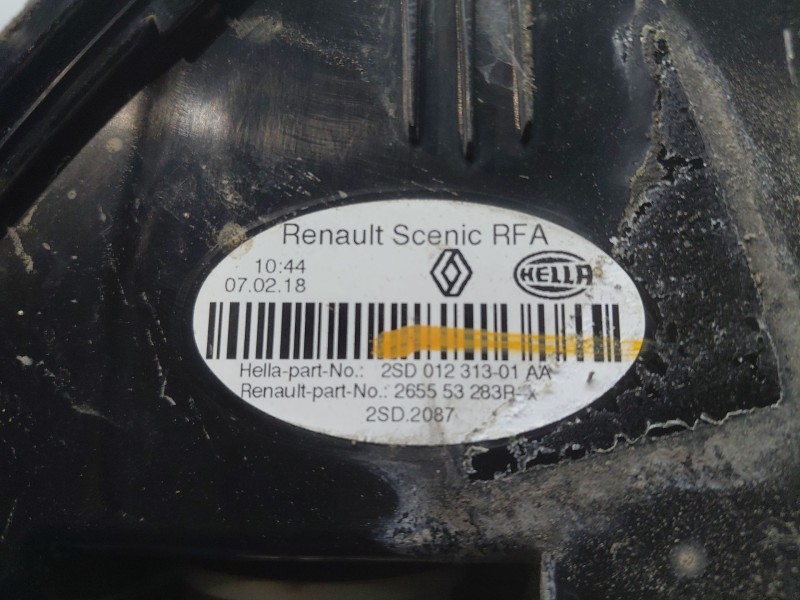 Renault Scenic RFA
10:44
07.02.18
HELLA
Hella-part-No.: 2SD 012 313-01 AA
Renault-part-No.: 2655 53 283R-x
2SD.2087